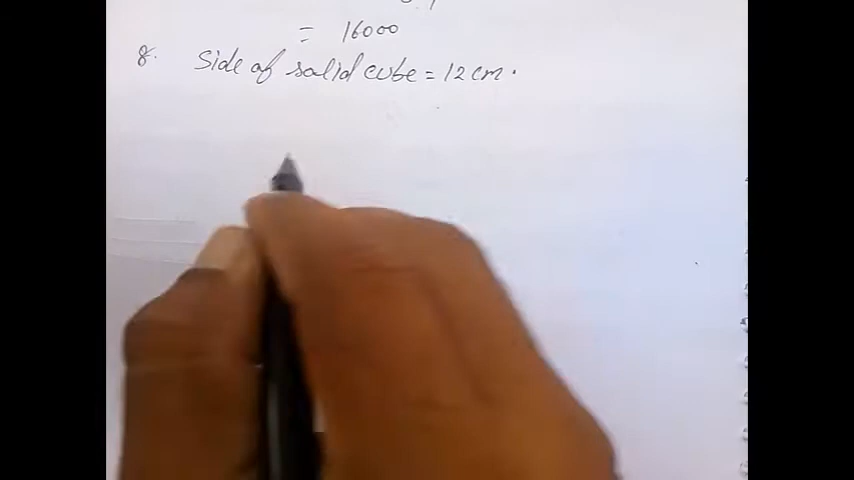 = 16000
8. Side of solid cube = 12 cm.